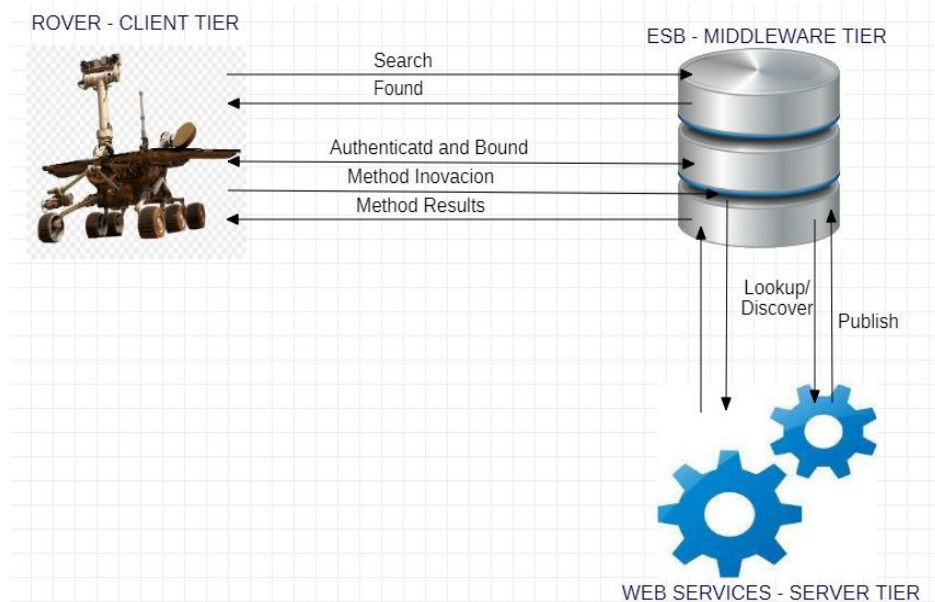 ROVER - CLIENT TIER
ESB - MIDDLEWARE TIER
Search
Found
Authenticatd and Bound
Method Inovacion
Method Results
Lookup/
Discover
Publish
WEB SERVICES - SERVER TIER